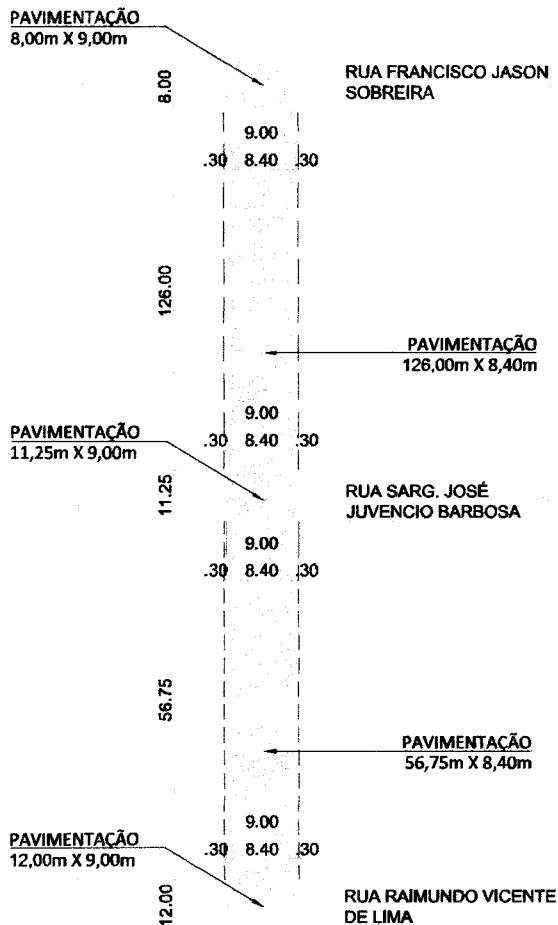 PAVIMENTAÇÃO
8,00m X 9,00m
8.00
RUA FRANCISCO JASON
SOBREIRA
9.00
.30 8.40 .30
126.00
PAVIMENTAÇÃO
126,00m X 8,40m
9.00
.30 8.40 .30
PAVIMENTAÇÃO
11,25m X 9,00m
11.25
RUA SARG. JOSÉ
JUVENCIO BARBOSA
9.00
.30 8.40 .30
56.75
PAVIMENTAÇÃO
56,75m X 8,40m
9.00
.30 8.40 .30
PAVIMENTAÇÃO
12,00m X 9,00m
12.00
RUA RAIMUNDO VICENTE
DE LIMA